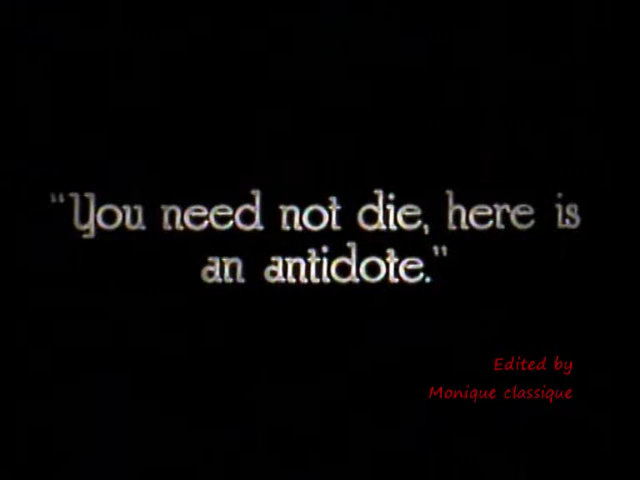 "You need not die, here is
an antidote."
Edited by
Monique classique